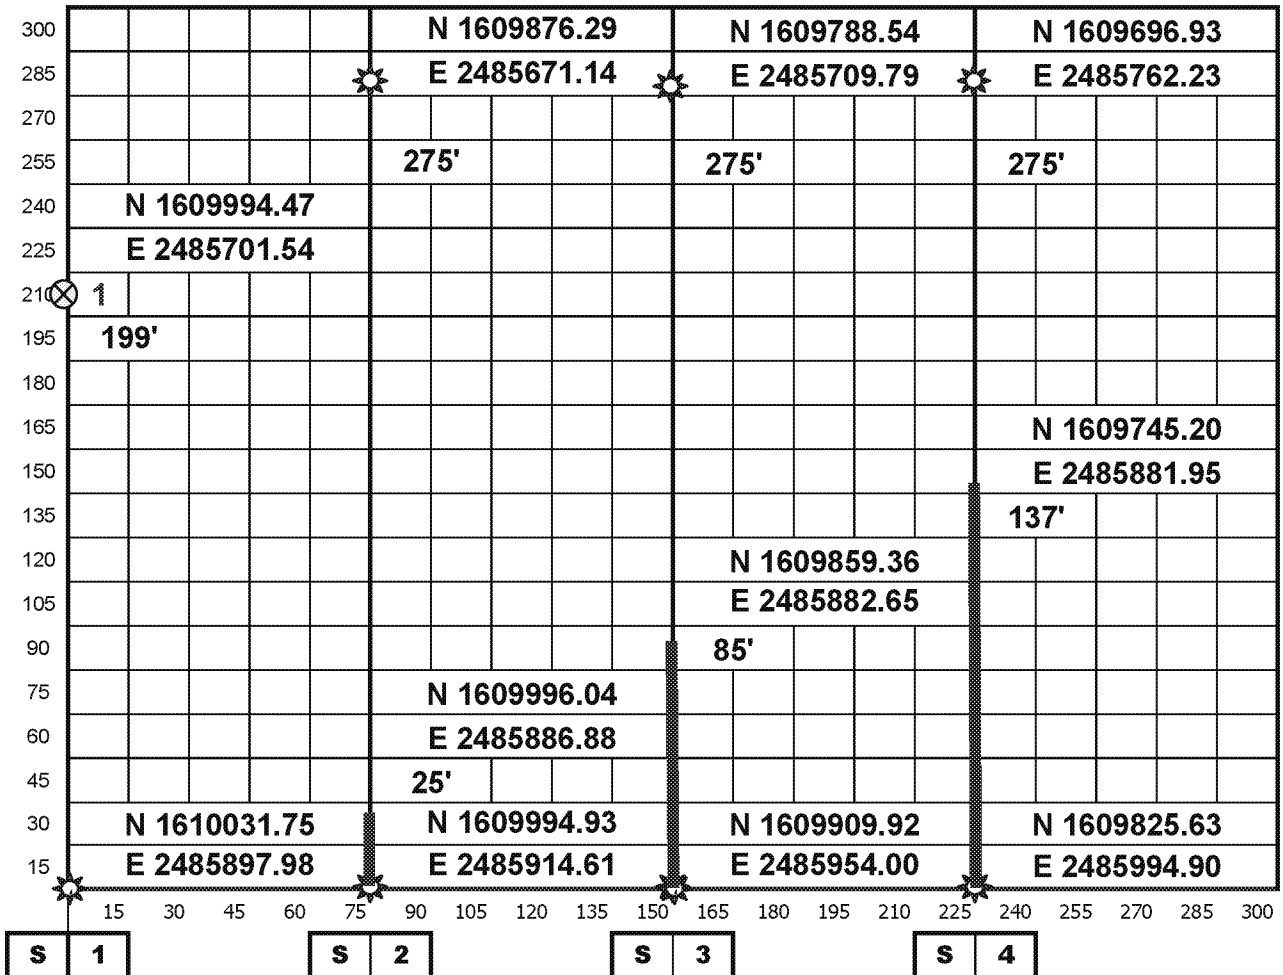 300 N 1609876.29 N 1609788.54 N 1609696.93
285 E 2485671.14 E 2485709.79 E 2485762.23
270
255 275' 275' 275'
240 N 1609994.47
225 E 2485701.54
210 1
195 199'
180
165 N 1609745.20
150 E 2485881.95
135 137'
120 N 1609859.36
105 E 2485882.65
90 85'
75 N 1609996.04
60 E 2485886.88
45 25'
30 N 1610031.75 N 1609994.93 N 1609909.92 N 1609825.63
15 E 2485897.98 E 2485914.61 E 2485954.00 E 2485994.90
15 30 45 60 75 90 105 120 135 150 165 180 195 210 225 240 255 270 285 300
S 1 S 2 S 3 S 4